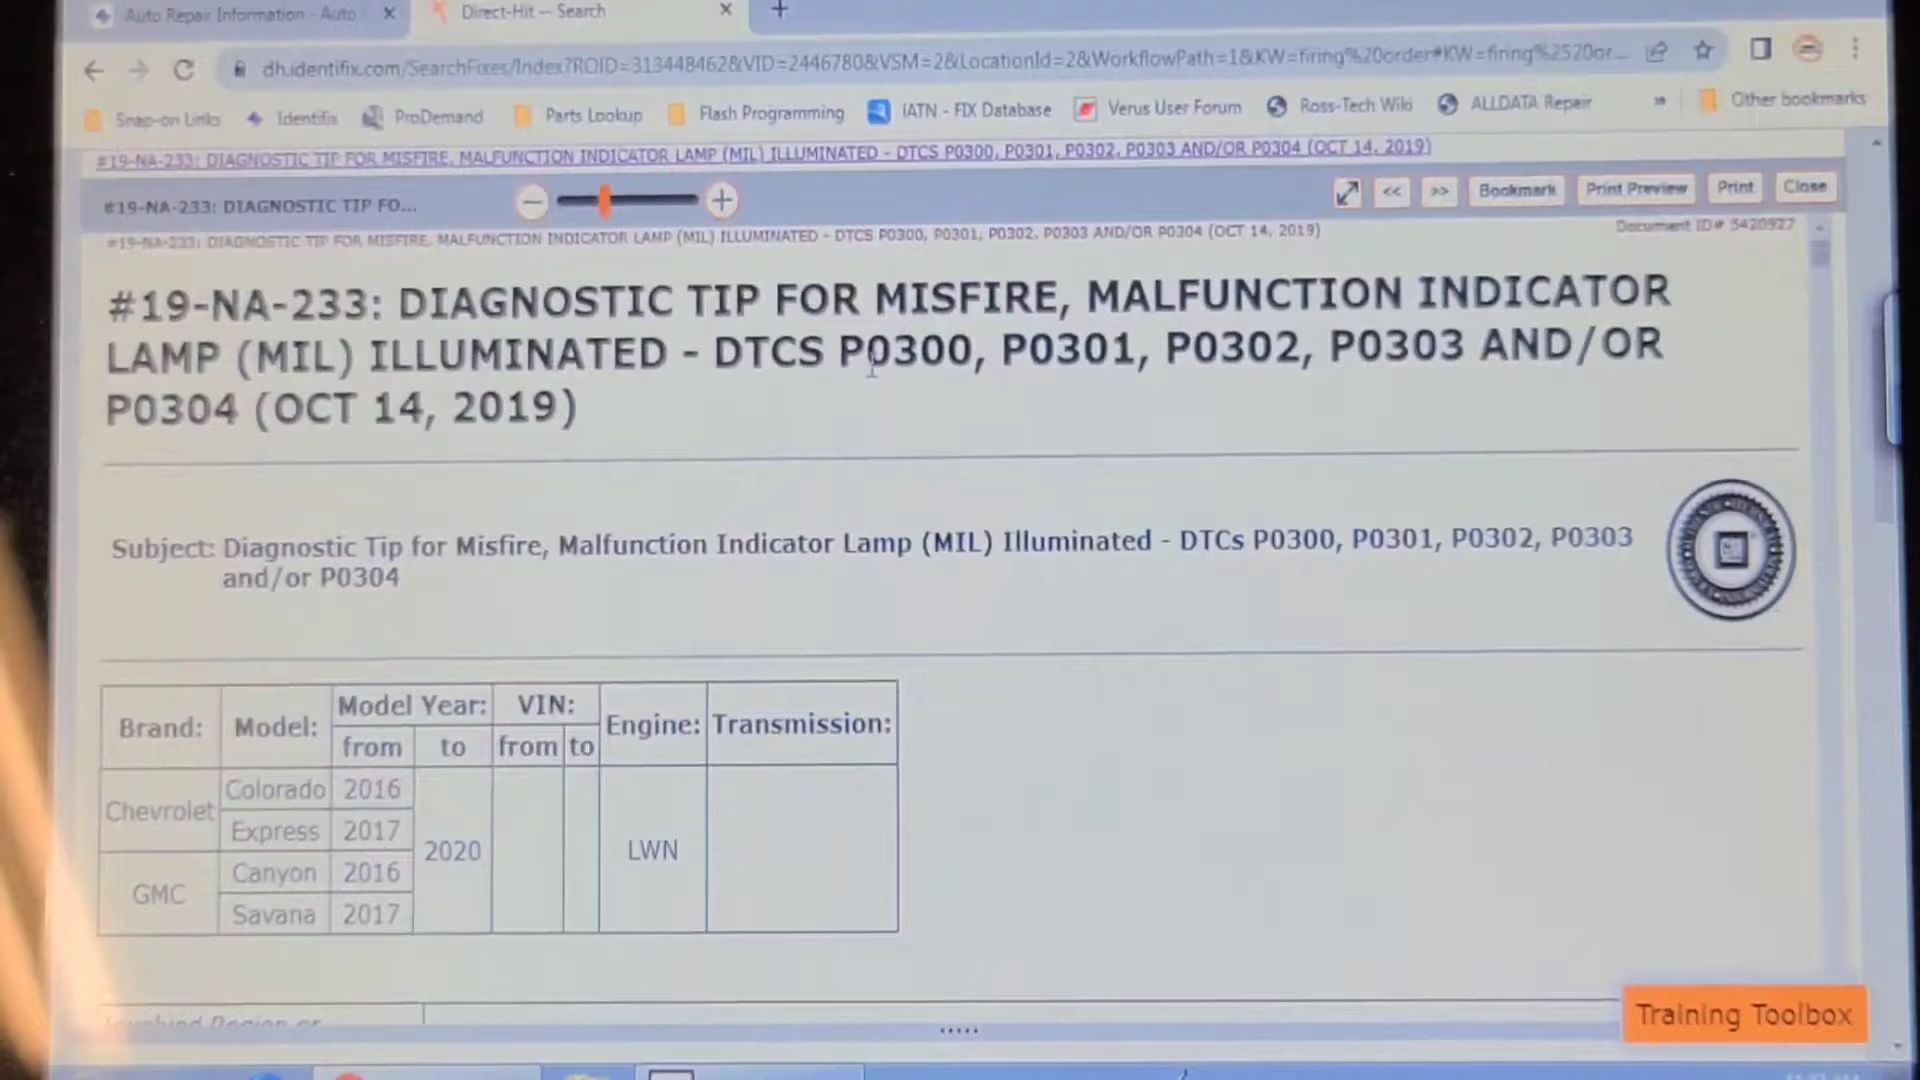 Auto Repair Information - Auto
Direct-Hit — Search
dh.identifix.com/SearchFixes/Index?ROID=313448462&VID=2446780&VSM=2&LocationId=2&WorkflowPath=1&KW=firing%20order#KW=firing%2520or...
Snap-on Links Identifix ProDemand Parts Lookup Flash Programming iATN - FIX Database Verus User Forum Ross-Tech Wiki ALLDATA Repair » Other bookmarks
#19-NA-233: DIAGNOSTIC TIP FOR MISFIRE, MALFUNCTION INDICATOR LAMP (MIL) ILLUMINATED - DTCS P0300, P0301, P0302, P0303 AND/OR P0304 (OCT 14, 2019)
#19-NA-233: DIAGNOSTIC TIP FO...
<< >> Bookmark Print Preview Print Close
#19-NA-233: DIAGNOSTIC TIP FOR MISFIRE, MALFUNCTION INDICATOR LAMP (MIL) ILLUMINATED - DTCS P0300, P0301, P0302, P0303 AND/OR P0304 (OCT 14, 2019)
Document ID# 5420927
#19-NA-233: DIAGNOSTIC TIP FOR MISFIRE, MALFUNCTION INDICATOR
LAMP (MIL) ILLUMINATED - DTCS P0300, P0301, P0302, P0303 AND/OR
P0304 (OCT 14, 2019)
Subject: Diagnostic Tip for Misfire, Malfunction Indicator Lamp (MIL) Illuminated - DTCs P0300, P0301, P0302, P0303
and/or P0304
Brand: Model: Model Year: VIN: Engine: Transmission:
from to from to
Chevrolet Colorado 2016 2020 LWN
Express 2017
GMC Canyon 2016
Savana 2017
Training Toolbox